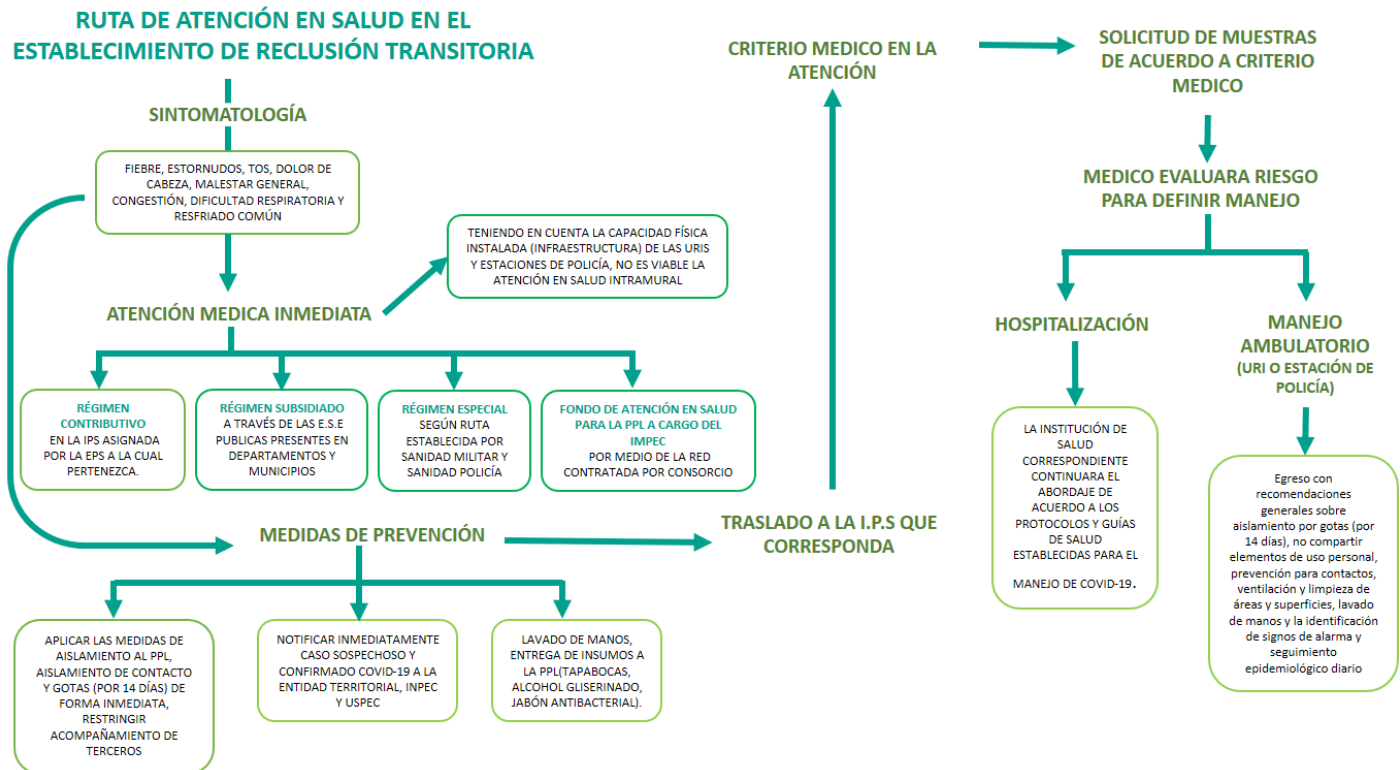 RUTA DE ATENCIÓN EN SALUD EN EL
ESTABLECIMIENTO DE RECLUSIÓN TRANSITORIA
SINTOMATOLOGÍA
FIEBRE, ESTORNUDOS, TOS, DOLOR DE
CABEZA, MALESTAR GENERAL,
CONGESTIÓN, DIFICULTAD RESPIRATORIA Y
RESFRIADO COMÚN
TENIENDO EN CUENTA LA CAPACIDAD FÍSICA
INSTALADA (INFRAESTRUCTURA) DE LAS URIS
Y ESTACIONES DE POLICÍA, NO ES VIABLE LA
ATENCIÓN EN SALUD INTRAMURAL
ATENCIÓN MEDICA INMEDIATA
RÉGIMEN
CONTRIBUTIVO
EN LA IPS ASIGNADA
POR LA EPS A LA CUAL
PERTENEZCA.
RÉGIMEN SUBSIDIADO
A TRAVÉS DE LAS E.S.E
PUBLICAS PRESENTES EN
DEPARTAMENTOS Y
MUNICIPIOS
RÉGIMEN ESPECIAL
SEGÚN RUTA
ESTABLECIDA POR
SANIDAD MILITAR Y
SANIDAD POLICÍA
FONDO DE ATENCIÓN EN SALUD
PARA LA PPL A CARGO DEL
IMPEC
POR MEDIO DE LA RED
CONTRATADA POR CONSORCIO
MEDIDAS DE PREVENCIÓN
APLICAR LAS MEDIDAS DE
AISLAMIENTO AL PPL,
AISLAMIENTO DE CONTACTO
Y GOTAS (POR 14 DÍAS) DE
FORMA INMEDIATA,
RESTRINGIR
ACOMPAÑAMIENTO DE
TERCEROS
NOTIFICAR INMEDIATAMENTE
CASO SOSPECHOSO Y
CONFIRMADO COVID-19 A LA
ENTIDAD TERRITORIAL, INPEC
Y USPEC
LAVADO DE MANOS,
ENTREGA DE INSUMOS A
LA PPL(TAPABOCAS,
ALCOHOL GLISERINADO,
JABÓN ANTIBACTERIAL).
TRASLADO A LA I.P.S QUE
CORRESPONDA
CRITERIO MEDICO EN LA
ATENCIÓN
SOLICITUD DE MUESTRAS
DE ACUERDO A CRITERIO
MEDICO
MEDICO EVALUARA RIESGO
PARA DEFINIR MANEJO
HOSPITALIZACIÓN
LA INSTITUCIÓN DE
SALUD
CORRESPONDIENTE
CONTINUARA EL
ABORDAJE DE
ACUERDO A LOS
PROTOCOLOS Y GUÍAS
DE SALUD
ESTABLECIDAS PARA EL
MANEJO DE COVID-19.
MANEJO
AMBULATORIO
(URI O ESTACIÓN DE
POLICÍA)
Egreso con
recomendaciones
generales sobre
aislamiento por gotas (por
14 días), no compartir
elementos de uso personal,
prevención para contactos,
ventilación y limpieza de
áreas y superficies, lavado
de manos y la identificación
de signos de alarma y
seguimiento
epidemiológico diario